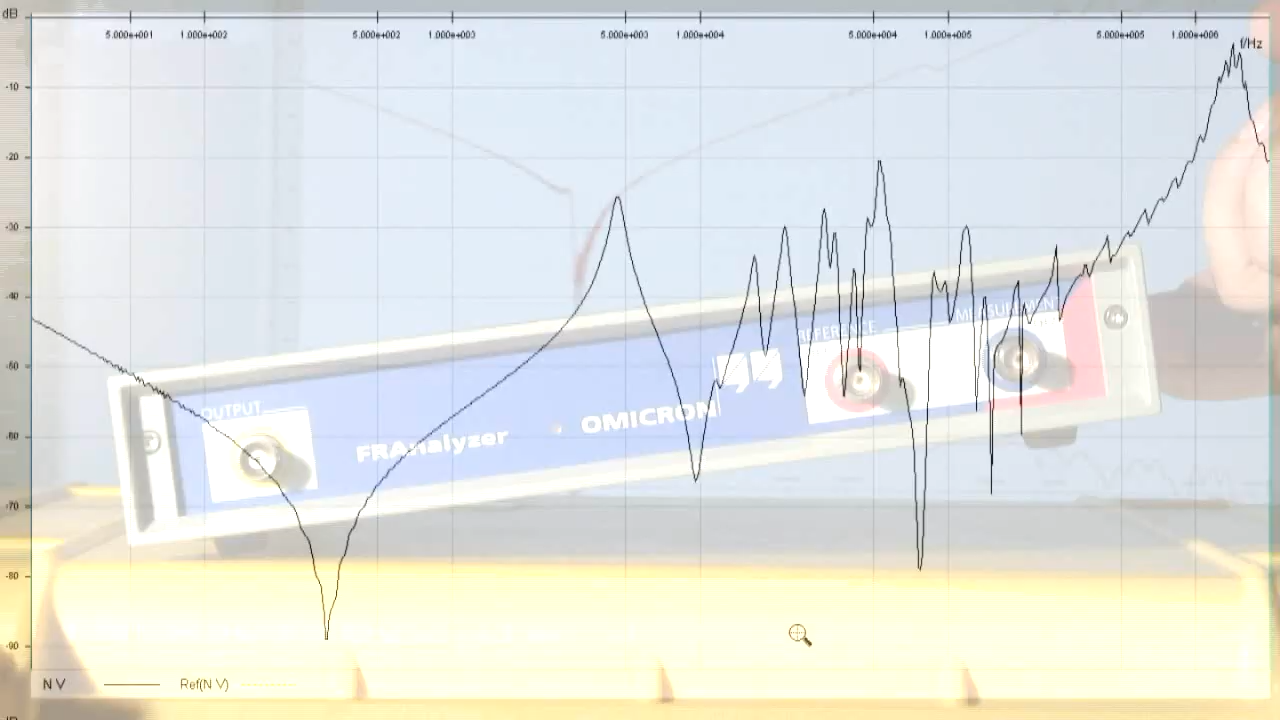 dB
5.000e+001 1.000e+002 5.000e+002 1.000e+003 5.000e+003 1.000e+004 5.000e+004 1.000e+005 5.000e+005 1.000e+006
f/Hz
-10
-20
-30
-40
-50
-60
-70
-80
-90
MEASUREMENT
REFERENCE
OUTPUT
OMICRON
FRAnalyzer
N V Ref(N V)
dB